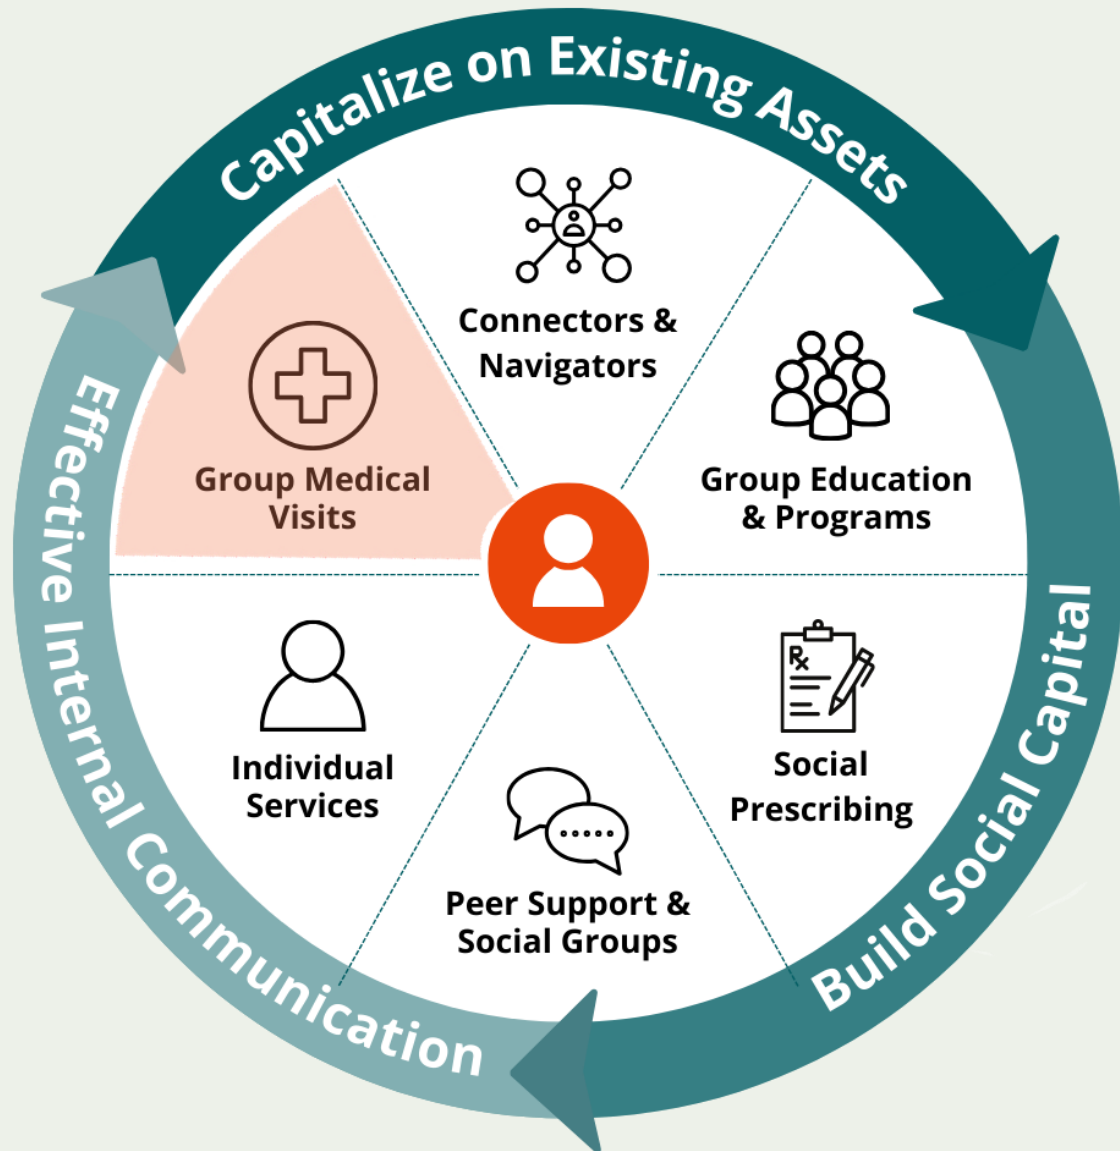 Capitalize on Existing Assets
Connectors &
Navigators
Group Medical
Visits
Group Education
& Programs
Effective Internal Communication
Build Social Capital
Individual
Services
Rx
Social
Prescribing
Peer Support &
Social Groups